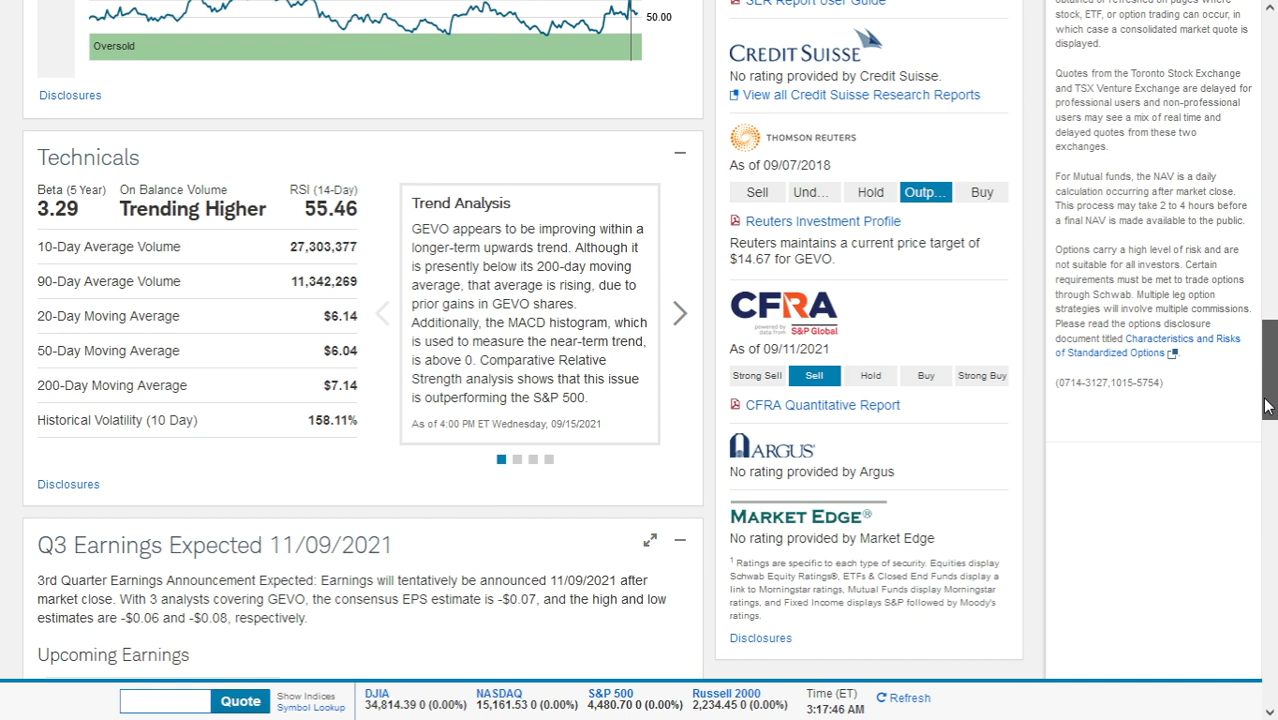 50.00
Oversold
Disclosures
Technicals
Beta (5 Year)
3.29
On Balance Volume
Trending Higher
RSI (14-Day)
55.46
10-Day Average Volume 27,303,377
90-Day Average Volume 11,342,269
20-Day Moving Average $6.14
50-Day Moving Average $6.04
200-Day Moving Average $7.14
Historical Volatility (10 Day) 158.11%
Trend Analysis
GEVO appears to be improving within a
longer-term upwards trend. Although it
is presently below its 200-day moving
average, that average is rising, due to
prior gains in GEVO shares.
Additionally, the MACD histogram, which
is used to measure the near-term trend,
is above 0. Comparative Relative
Strength analysis shows that this issue
is outperforming the S&P 500.
As of 4:00 PM ET Wednesday, 09/15/2021
Disclosures
Q3 Earnings Expected 11/09/2021
3rd Quarter Earnings Announcement Expected: Earnings will tentatively be announced 11/09/2021 after
market close. With 3 analysts covering GEVO, the consensus EPS estimate is -$0.07, and the high and low
estimates are -$0.06 and -$0.08, respectively.
Upcoming Earnings
SER Report User Guide
CREDIT SUISSE
No rating provided by Credit Suisse.
View all Credit Suisse Research Reports
THOMSON REUTERS
As of 09/07/2018
Sell Und... Hold Outp... Buy
Reuters Investment Profile
Reuters maintains a current price target of
$14.67 for GEVO.
CFRA
powered by
data from S&P Global
As of 09/11/2021
Strong Sell Sell Hold Buy Strong Buy
CFRA Quantitative Report
ARGUS
No rating provided by Argus
MARKET EDGE®
No rating provided by Market Edge
1 Ratings are specific to each type of security. Equities display
Schwab Equity Ratings®, ETFs & Closed End Funds display a
link to Morningstar ratings, Mutual Funds display Morningstar
ratings, and Fixed Income displays S&P followed by Moody's
ratings.
Disclosures
obtained or refreshed on pages where
stock, ETF, or option trading can occur, in
which case a consolidated market quote is
displayed.
Quotes from the Toronto Stock Exchange
and TSX Venture Exchange are delayed for
professional users and non-professional
users may see a mix of real time and
delayed quotes from these two
exchanges.
For Mutual funds, the NAV is a daily
calculation occurring after market close.
This process may take 2 to 4 hours before
a final NAV is made available to the public.
Options carry a high level of risk and are
not suitable for all investors. Certain
requirements must be met to trade options
through Schwab. Multiple leg option
strategies will involve multiple commissions.
Please read the options disclosure
document titled Characteristics and Risks
of Standardized Options.
(0714-3127,1015-5754)
Quote
Show Indices
Symbol Lookup
DJIA
34,814.39 0 (0.00%)
NASDAQ
15,161.53 0 (0.00%)
S&P 500
4,480.70 0 (0.00%)
Russell 2000
2,234.45 0 (0.00%)
Time (ET)
3:17:46 AM
Refresh